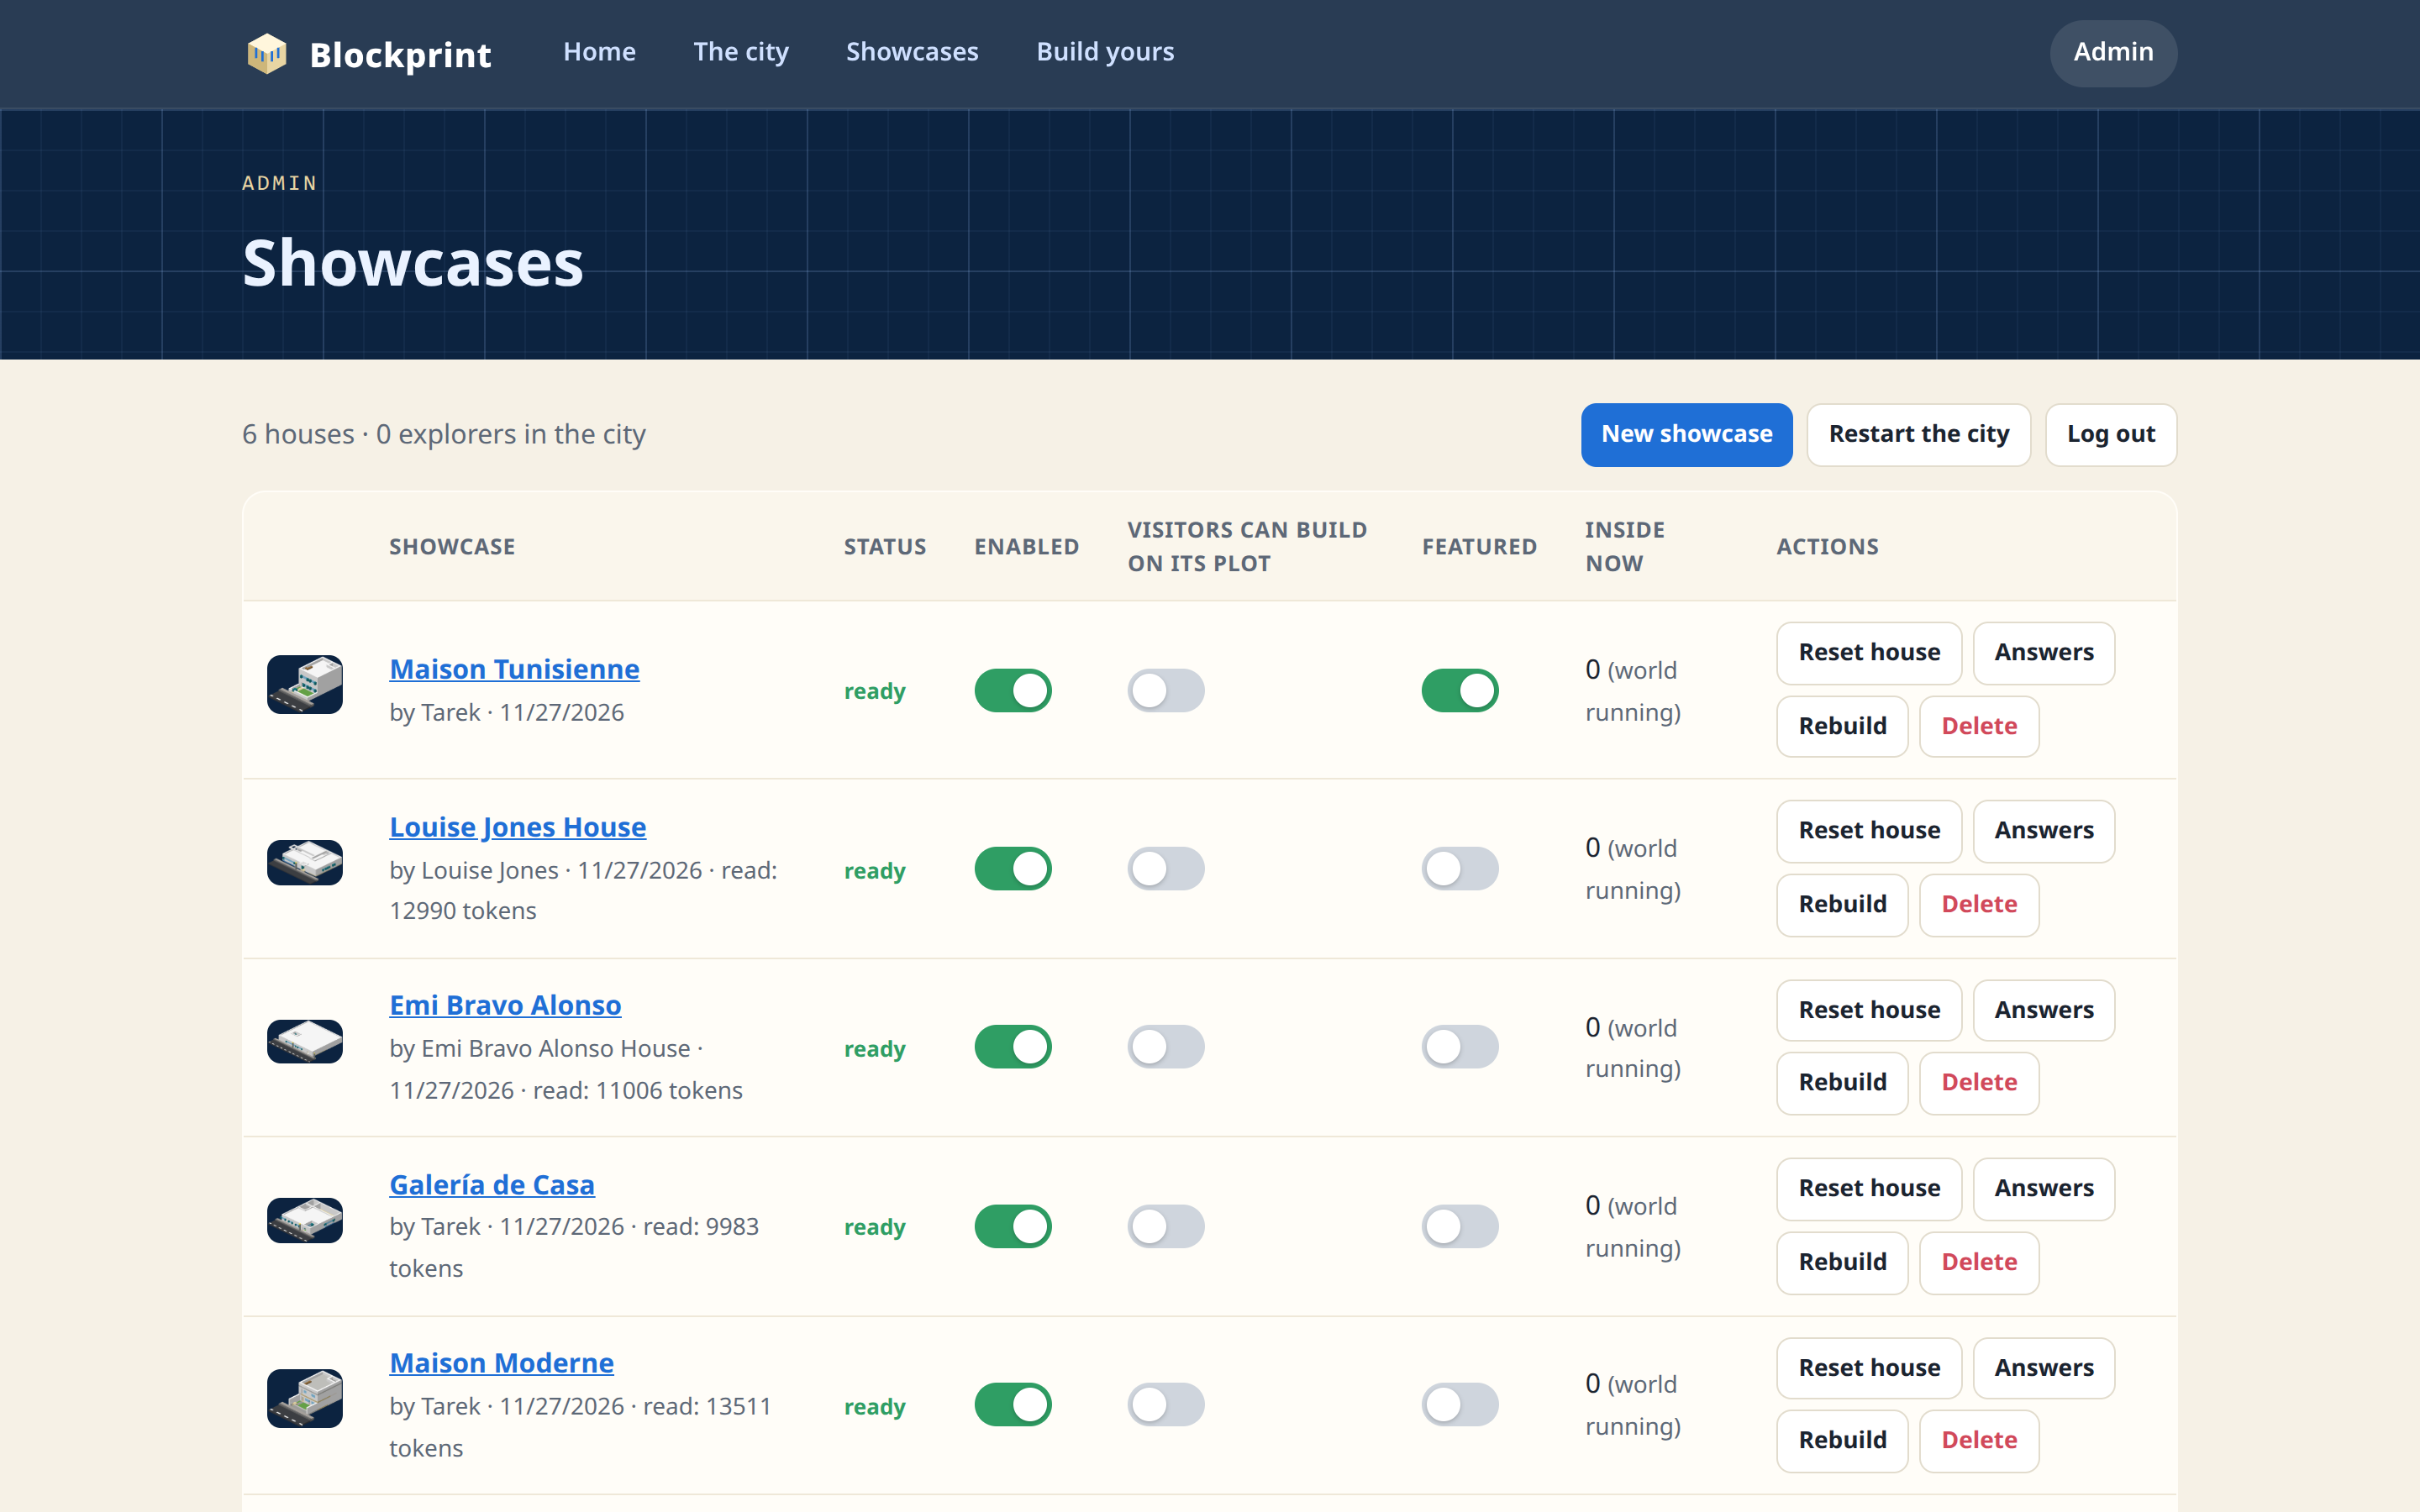 Blockprint
Home
The city
Showcases
Build yours
Admin
ADMIN
Showcases
6 houses · 0 explorers in the city
New showcase
Restart the city
Log out
SHOWCASE
STATUS
ENABLED
VISITORS CAN BUILD
ON ITS PLOT
FEATURED
INSIDE
NOW
ACTIONS
Maison Tunisienne
by Tarek · 11/27/2026
ready
0 (world
running)
Reset house
Answers
Rebuild
Delete
Louise Jones House
by Louise Jones · 11/27/2026 · read:
12990 tokens
ready
0 (world
running)
Reset house
Answers
Rebuild
Delete
Emi Bravo Alonso
by Emi Bravo Alonso House ·
11/27/2026 · read: 11006 tokens
ready
0 (world
running)
Reset house
Answers
Rebuild
Delete
Galería de Casa
by Tarek · 11/27/2026 · read: 9983
tokens
ready
0 (world
running)
Reset house
Answers
Rebuild
Delete
Maison Moderne
by Tarek · 11/27/2026 · read: 13511
tokens
ready
0 (world
running)
Reset house
Answers
Rebuild
Delete